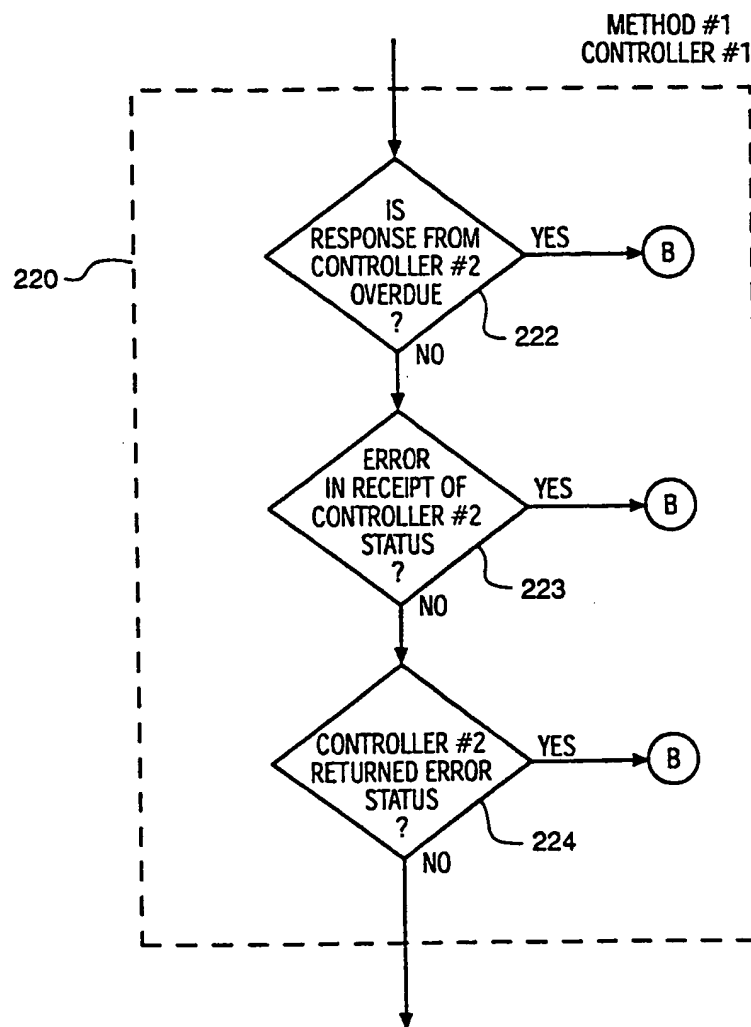 METHOD #1
CONTROLLER #1
IS
RESPONSE FROM
CONTROLLER #2
OVERDUE
?
YES
B
220
222
NO
ERROR
IN RECEIPT OF
CONTROLLER #2
STATUS
?
YES
B
223
NO
CONTROLLER #2
RETURNED ERROR
STATUS
?
YES
B
224
NO